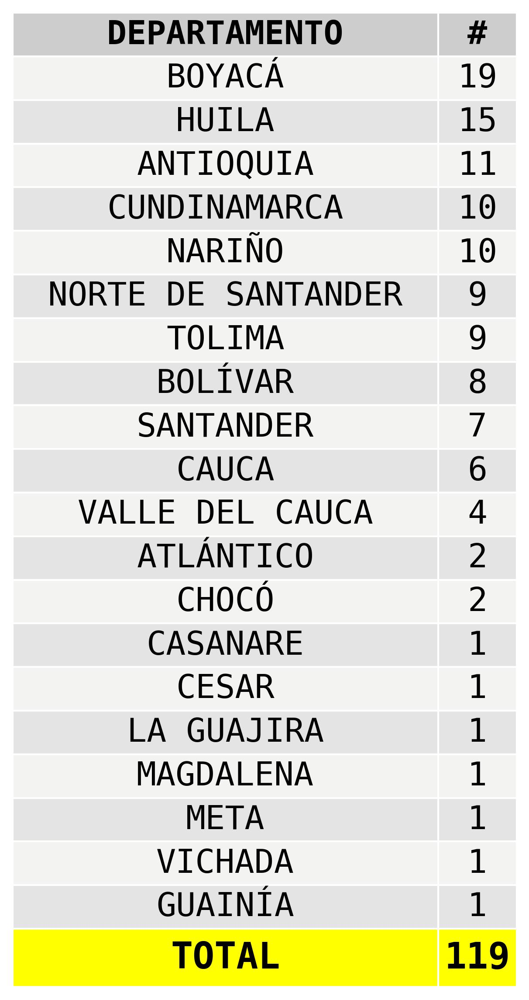 DEPARTAMENTO #
BOYACÁ 19
HUILA 15
ANTIOQUIA 11
CUNDINAMARCA 10
NARIÑO 10
NORTE DE SANTANDER 9
TOLIMA 9
BOLÍVAR 8
SANTANDER 7
CAUCA 6
VALLE DEL CAUCA 4
ATLÁNTICO 2
CHOCÓ 2
CASANARE 1
CESAR 1
LA GUAJIRA 1
MAGDALENA 1
META 1
VICHADA 1
GUAINÍA 1
TOTAL 119